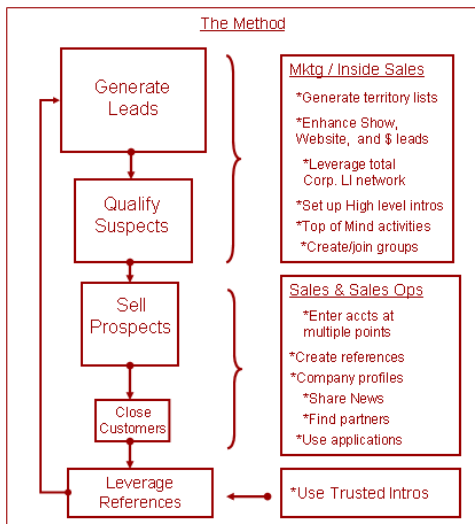 The Method
Generate
Leads
Qualify
Suspects
Sell
Prospects
Close
Customers
Leverage
References
Mktg / Inside Sales
*Generate territory lists
*Enhance Show,
Website, and $ leads
*Leverage total
Corp. LI network
*Set up High level intros
*Top of Mind activities
*Create/join groups
Sales & Sales Ops
*Enter accts at
multiple points
*Create references
*Company profiles
*Share News
*Find partners
*Use applications
*Use Trusted Intros